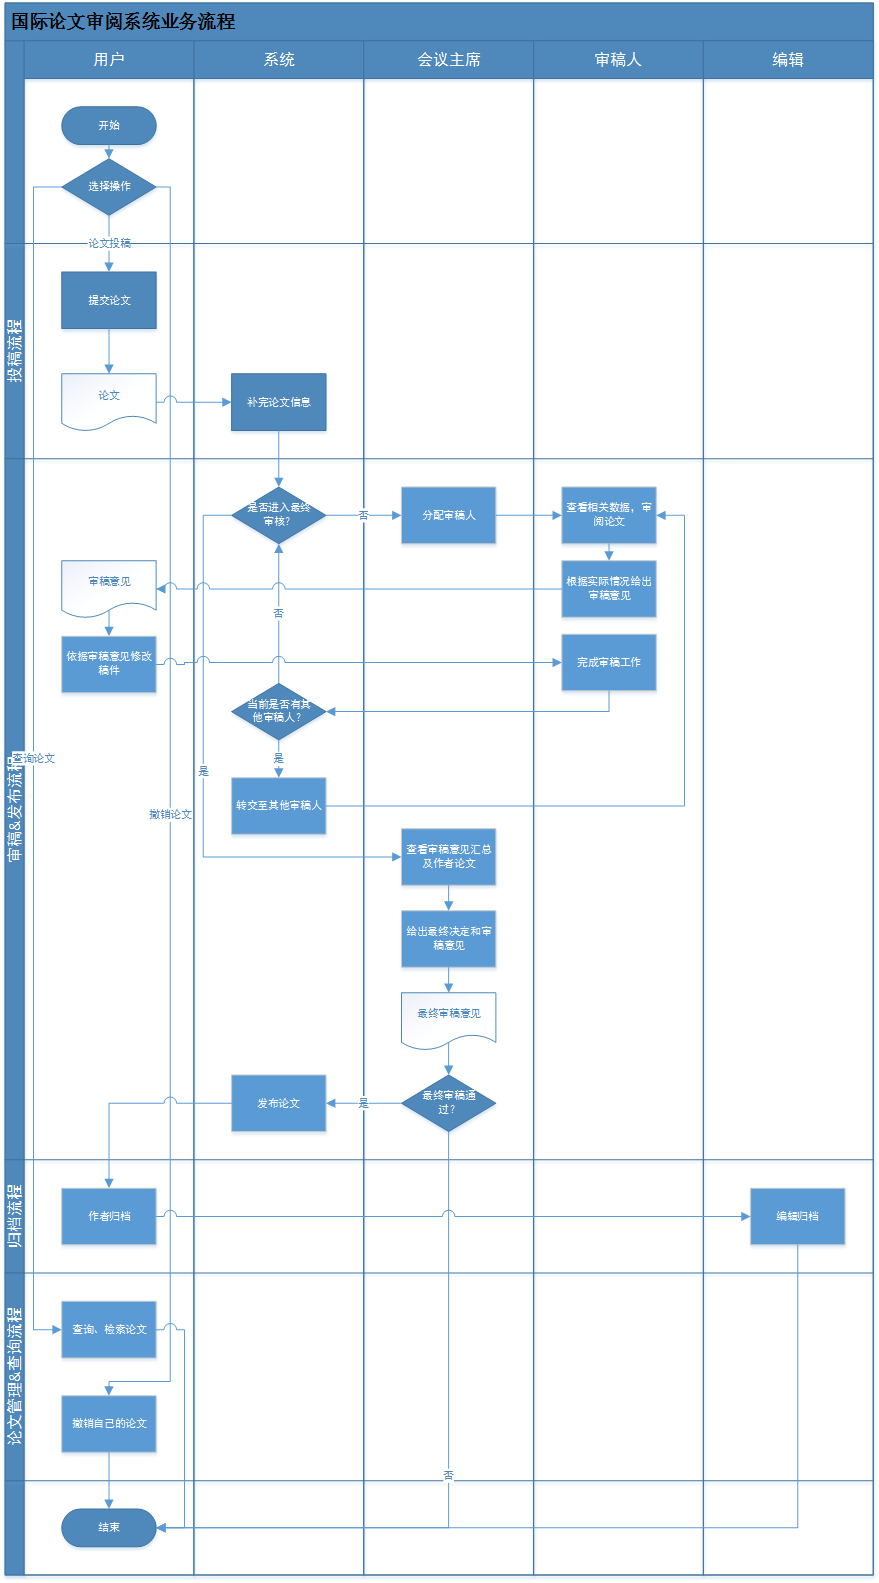 国际论文审阅系统业务流程
用户
系统
会议主席
审稿人
编辑
开始
选择操作
论文投稿
投稿流程
提交论文
论文
补完论文信息
审稿&发布流程
是否进入最终
审核？
否
分配审稿人
查看相关数据，审
阅论文
审稿意见
根据实际情况给出
审稿意见
否
依据审稿意见修改
稿件
完成审稿工作
当前是否有其
他审稿人？
查询论文
是
是
转交至其他审稿人
撤销论文
查看审稿意见汇总
及作者论文
给出最终决定和审
稿意见
最终审稿意见
发布论文
是
最终审稿通
过？
归档流程
作者归档
编辑归档
论文管理&查询流程
查询、检索论文
撤销自己的论文
否
结束